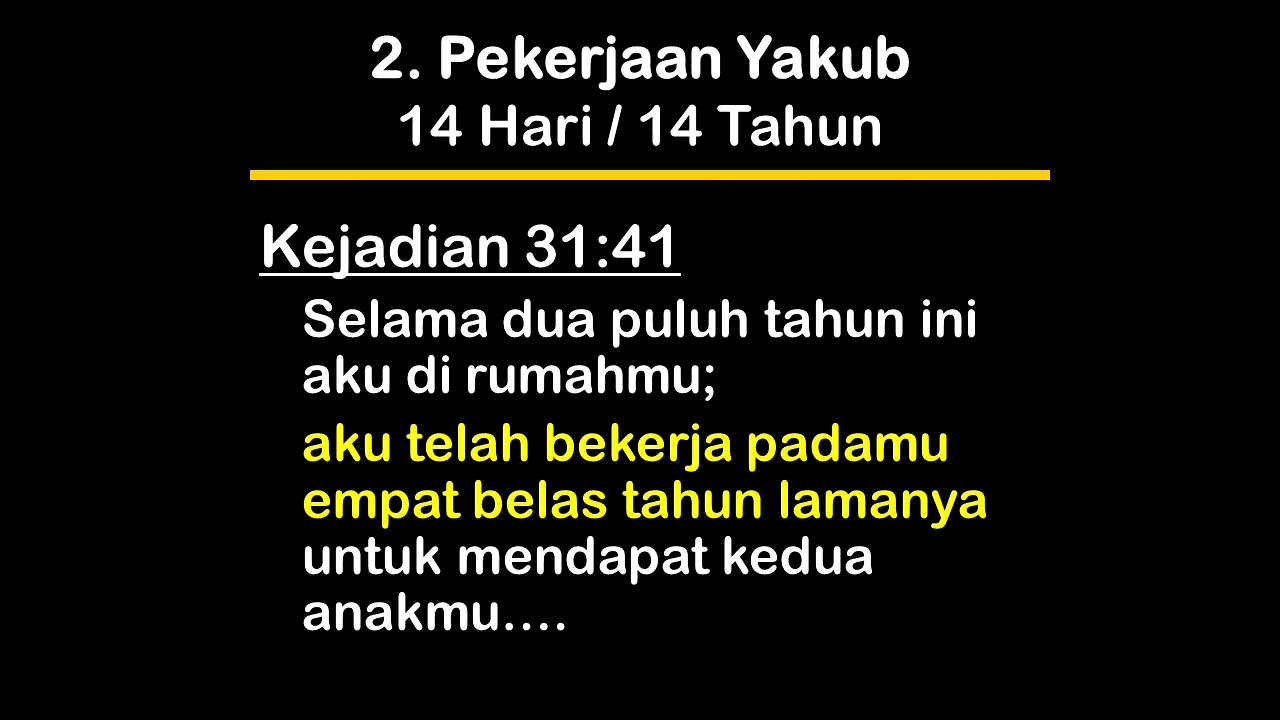 2. Pekerjaan Yakub
14 Hari / 14 Tahun
Kejadian 31:41
Selama dua puluh tahun ini
aku di rumahmu;
aku telah bekerja padamu
empat belas tahun lamanya
untuk mendapat kedua
anakmu....